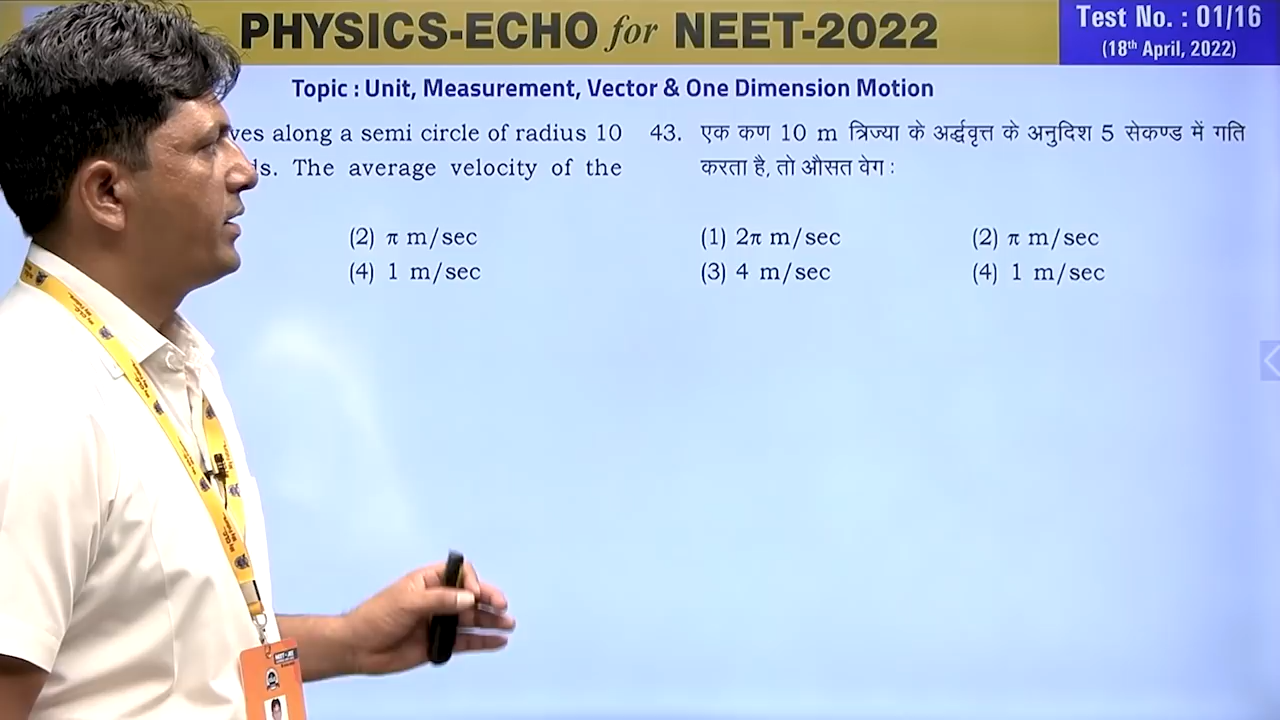 PHYSICS-ECHO for NEET-2022
Test No. : 01/16
(18th April, 2022)
Topic : Unit, Measurement, Vector & One Dimension Motion
along a semi circle of radius 10
The average velocity of the
(2) π m/sec
(4) 1 m/sec
43. एक कण 10 m त्रिज्या के अर्द्धवृत्त के अनुदिश 5 सेकण्ड में गति
करता है, तो औसत वेग :
(1) 2π m/sec (2) π m/sec
(3) 4 m/sec (4) 1 m/sec